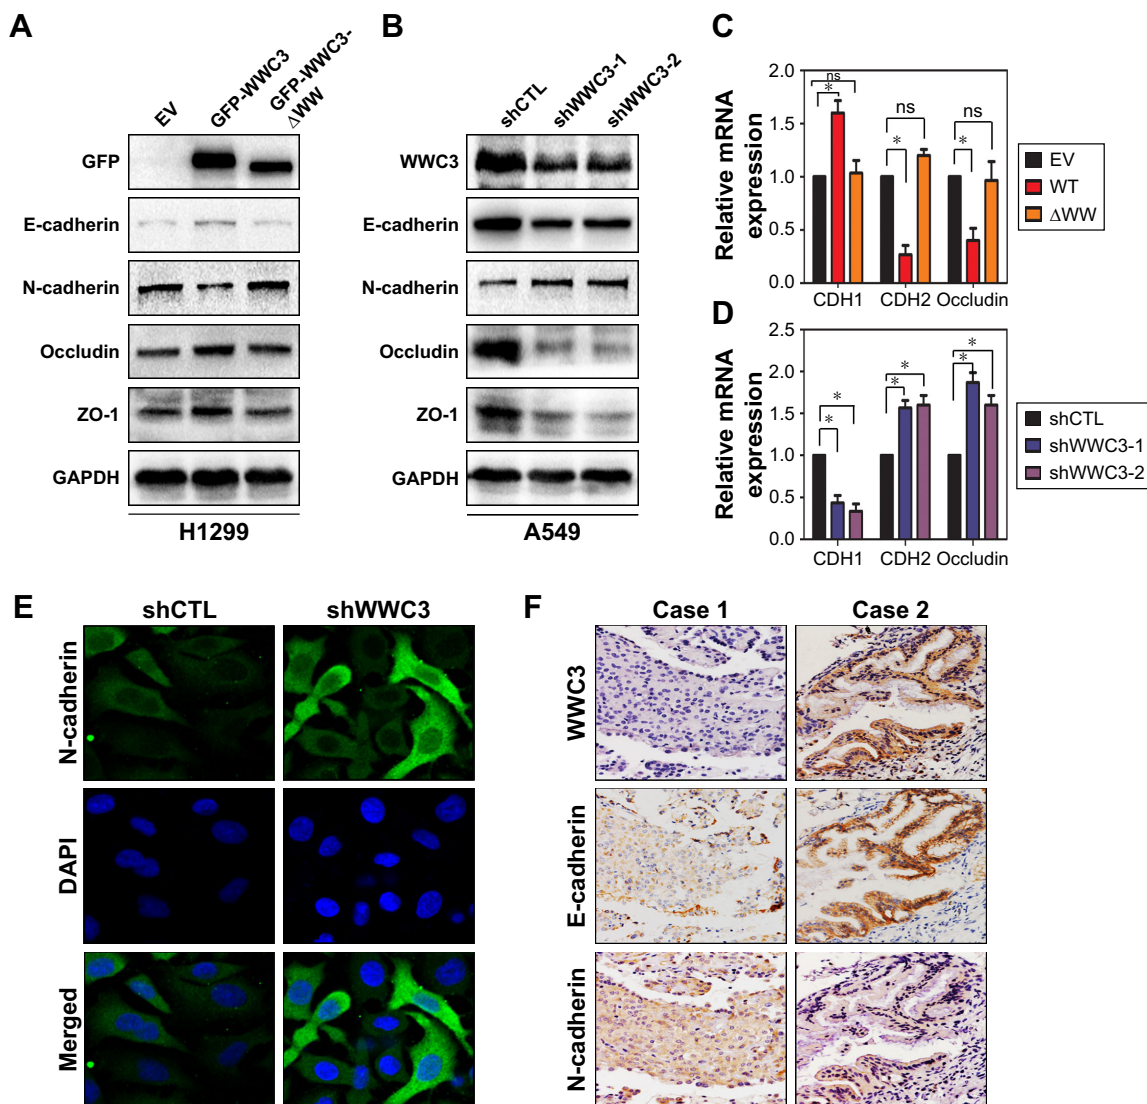 A
EV
GFP-WWC3
GFP-WWC3-
ΔWW
GFP
E-cadherin
N-cadherin
Occludin
ZO-1
GAPDH
H1299
B
shCTL
shWWC3-1
shWWC3-2
WWC3
E-cadherin
N-cadherin
Occludin
ZO-1
GAPDH
A549
C
Relative mRNA
expression
2.0
1.5
1.0
0.5
0.0
ns
*
ns
*
ns
*
CDH1
CDH2
Occludin
EV
WT
ΔWW
D
Relative mRNA
expression
2.5
2.0
1.5
1.0
0.5
0.0
*
*
*
*
*
*
CDH1
CDH2
Occludin
shCTL
shWWC3-1
shWWC3-2
E
shCTL
shWWC3
N-cadherin
DAPI
Merged
F
Case 1
Case 2
WWC3
E-cadherin
N-cadherin